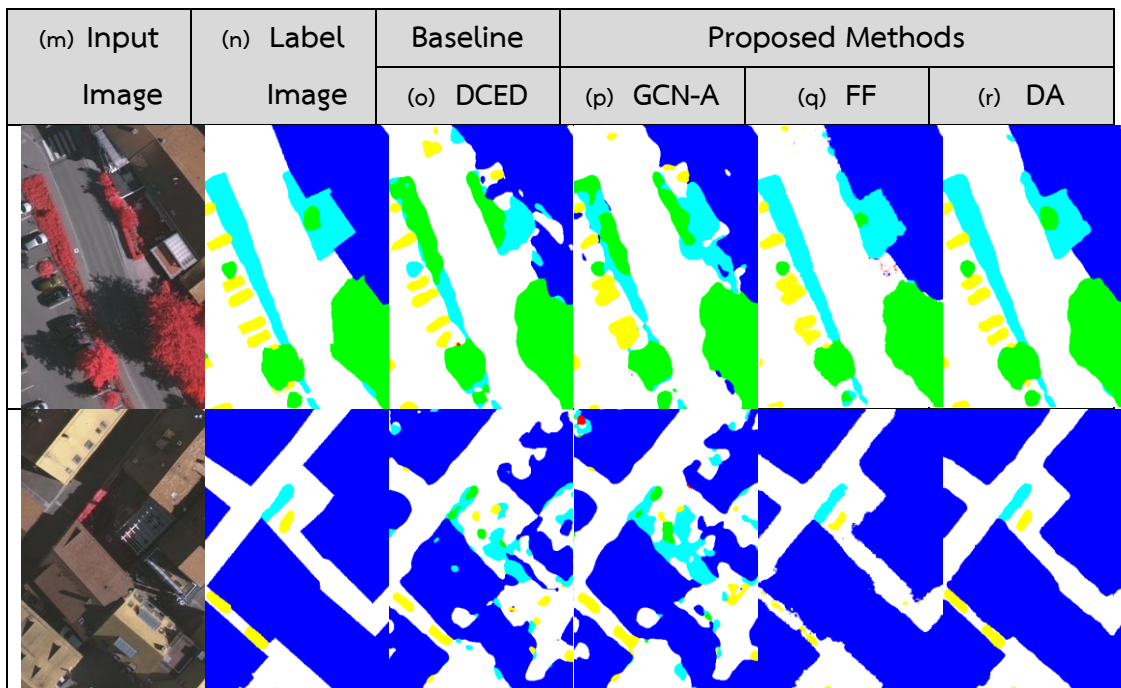 (m) Input Image
(n) Label Image
Baseline
Proposed Methods
(o) DCED
(p) GCN-A
(q) FF
(r) DA